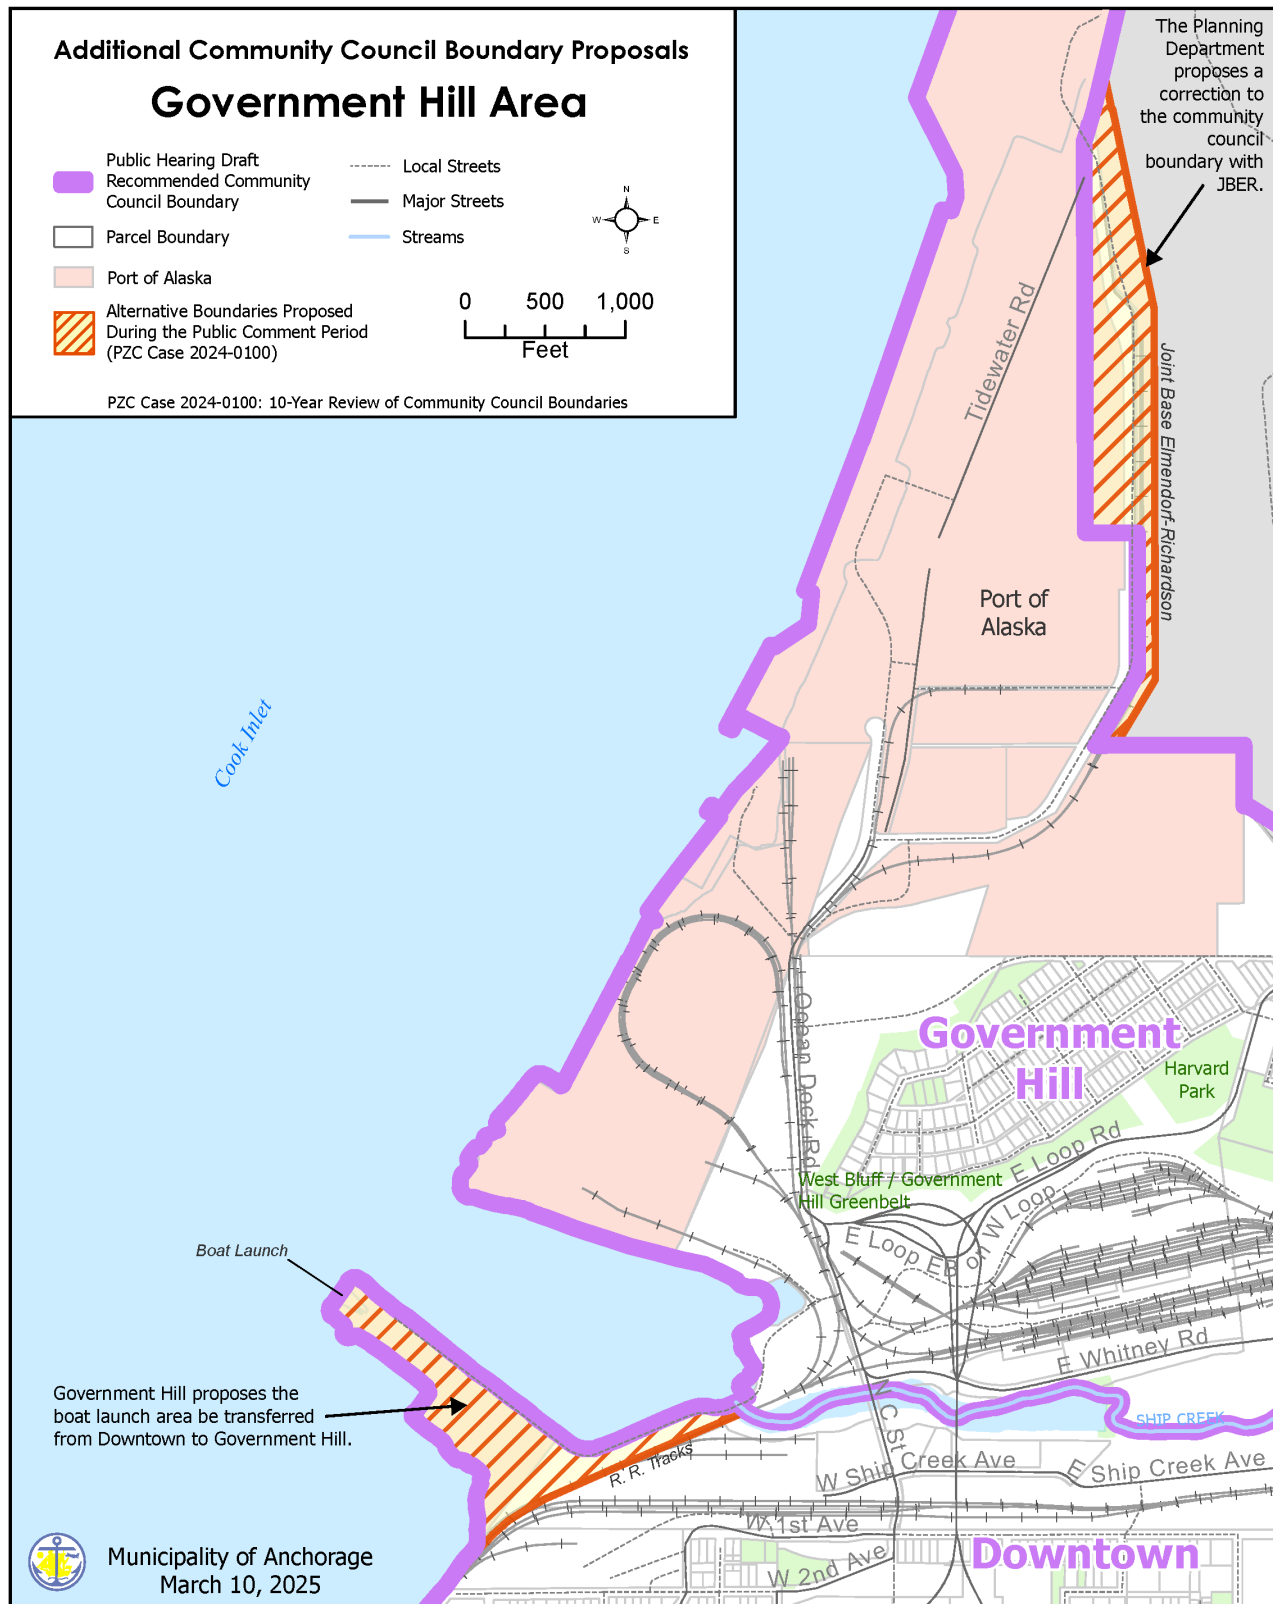 Additional Community Council Boundary Proposals
Government Hill Area
Public Hearing Draft
Recommended Community
Council Boundary
Parcel Boundary
Port of Alaska
Alternative Boundaries Proposed
During the Public Comment Period
(PZC Case 2024-0100)
Local Streets
Major Streets
Streams
N
W
E
S
0 500 1,000
Feet
PZC Case 2024-0100: 10-Year Review of Community Council Boundaries
The Planning
Department
proposes a
correction to
the community
council
boundary with
JBER.
Tidewater Rd
Joint Base Elmendorf-Richardson
Port of
Alaska
Cook Inlet
Ocean Dock Rd
Government
Hill
Harvard
Park
E Loop Rd
West Bluff / Government
Hill Greenbelt
E Loop EB on W Loop
Boat Launch
E Whitney Rd
Government Hill proposes the
boat launch area be transferred
from Downtown to Government Hill.
N C St
SHIP CREEK
R. R. Tracks
W Ship Creek Ave
E Ship Creek Ave
W 1st Ave
W 2nd Ave
Downtown
Municipality of Anchorage
March 10, 2025